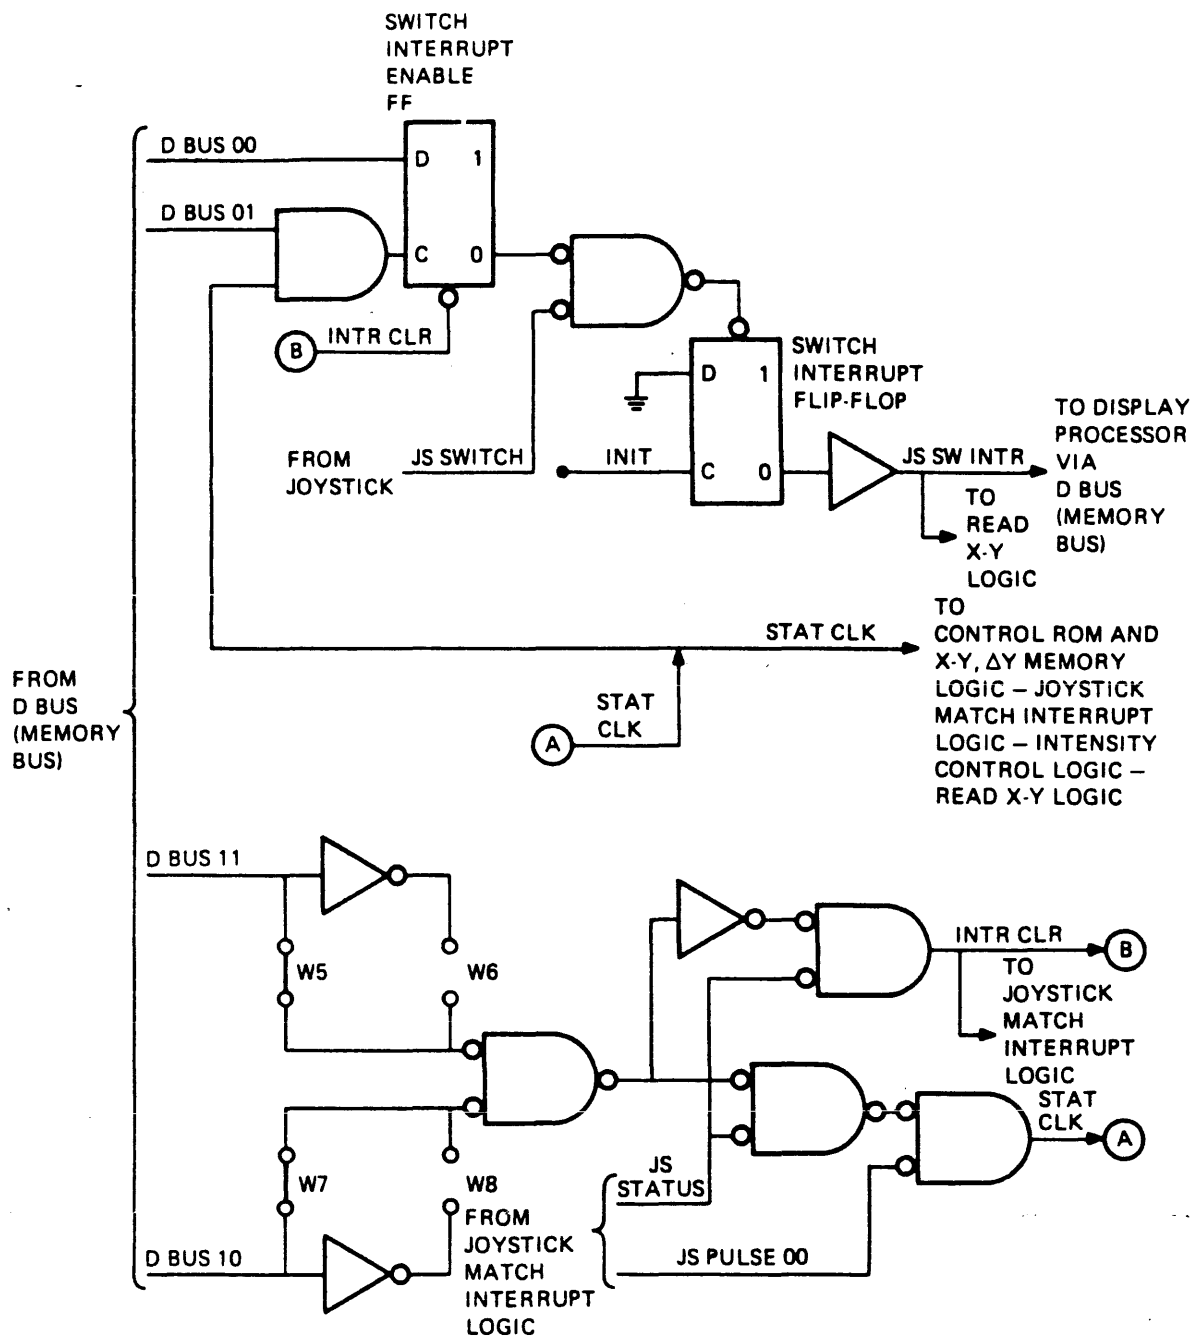 SWITCH
INTERRUPT
ENABLE
FF
D BUS 00
D 1
D BUS 01
C 0
B
INTR CLR
SWITCH
INTERRUPT
FLIP-FLOP
D 1
FROM
JOYSTICK
JS SWITCH
INIT
C 0
JS SW INTR
TO DISPLAY
PROCESSOR
VIA
D BUS
(MEMORY
BUS)
TO
READ
X-Y
LOGIC
STAT CLK
TO
CONTROL ROM AND
X-Y, ΔY MEMORY
LOGIC – JOYSTICK
MATCH INTERRUPT
LOGIC – INTENSITY
CONTROL LOGIC –
READ X-Y LOGIC
FROM
D BUS
(MEMORY
BUS)
STAT
CLK
A
D BUS 11
W5
W6
INTR CLR
B
TO
JOYSTICK
MATCH
INTERRUPT
LOGIC
STAT
CLK
A
W7
W8
JS
STATUS
FROM
JOYSTICK
MATCH
INTERRUPT
LOGIC
JS PULSE 00
D BUS 10